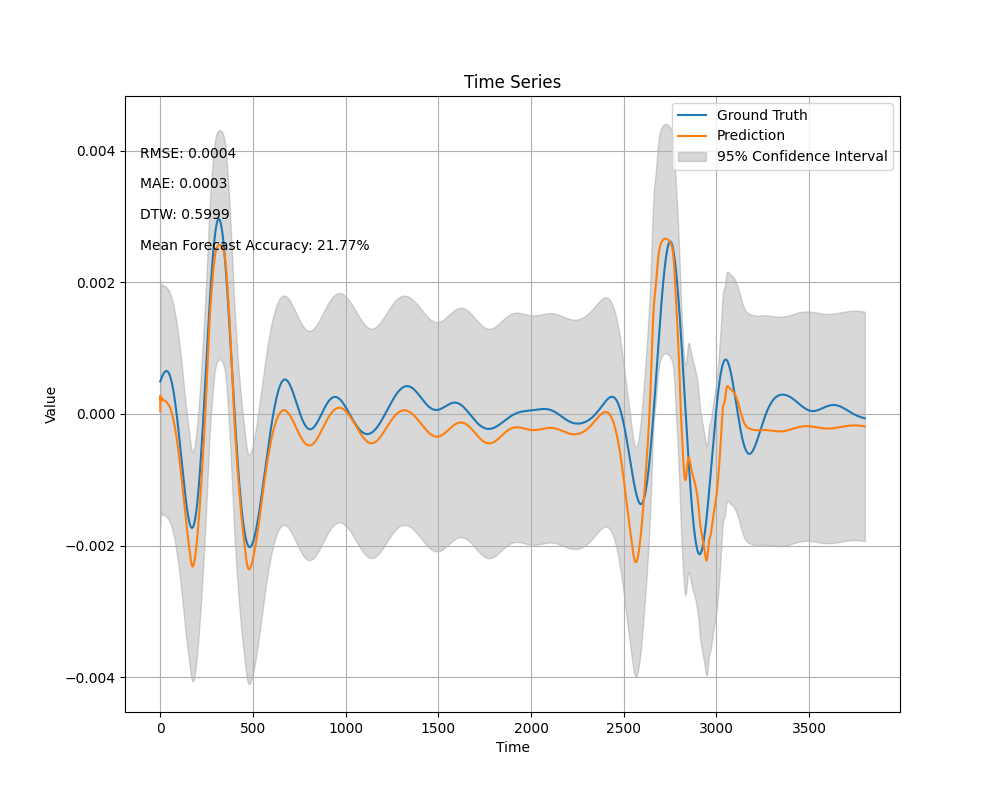 Time Series
Ground Truth
Prediction
95% Confidence Interval
RMSE: 0.0004
MAE: 0.0003
DTW: 0.5999
Mean Forecast Accuracy: 21.77%
Value
0.004
0.002
0.000
−0.002
−0.004
0 500 1000 1500 2000 2500 3000 3500
Time